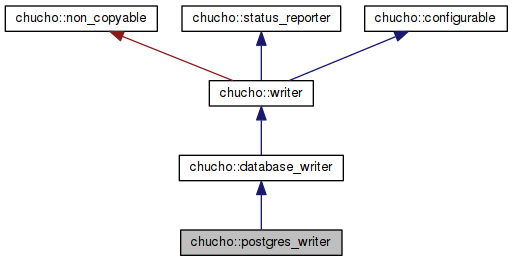 chucho::non_copyable
chucho::status_reporter
chucho::configurable
chucho::writer
chucho::database_writer
chucho::postgres_writer